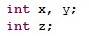 int x, y;
int z;